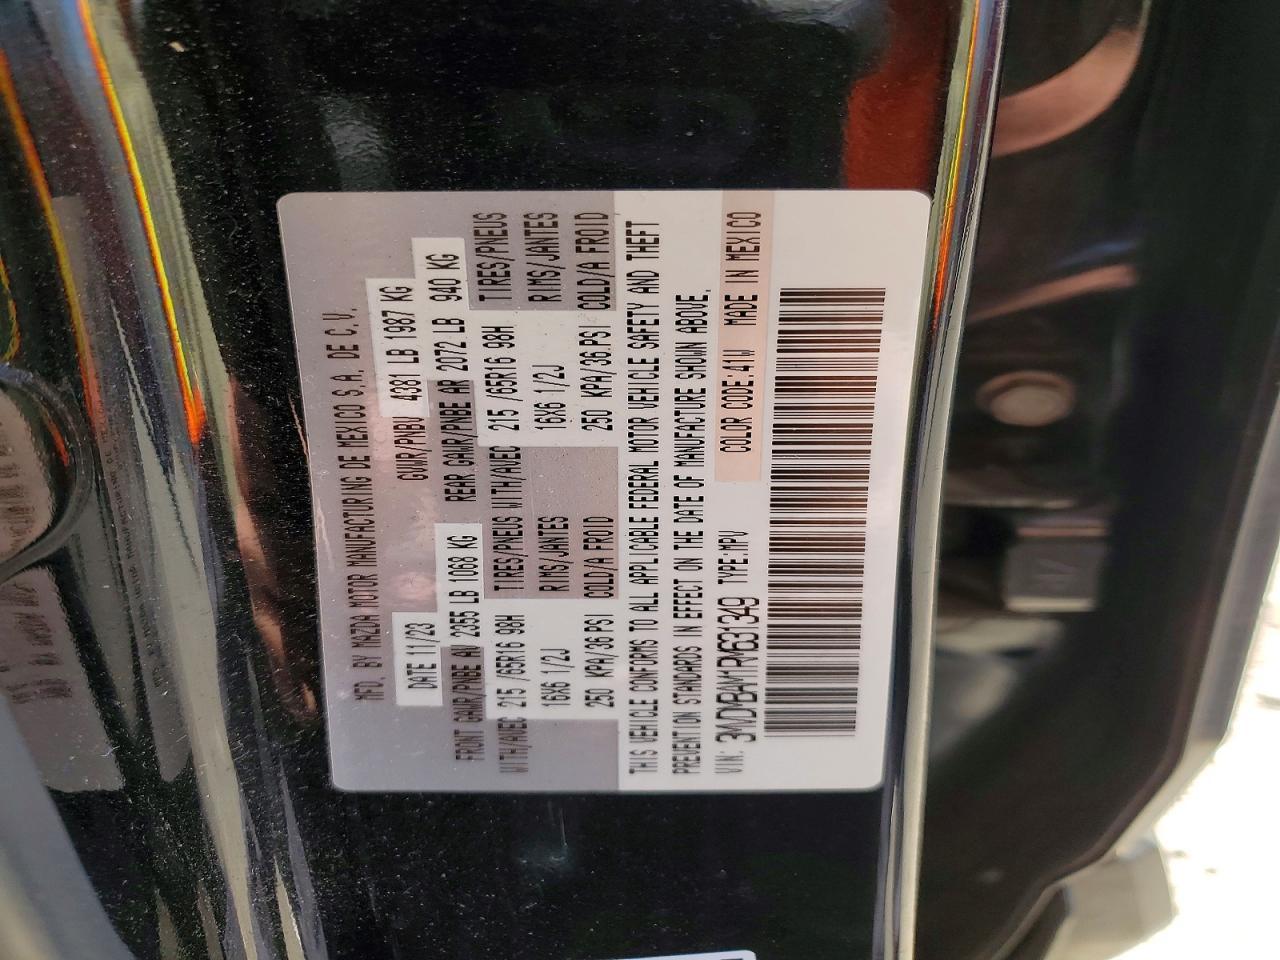 MFD. BY MAZDA MOTOR MANUFACTURING DE MEXICO S.A. DE C.V.
DATE 11/23 GVWR/PNBV 4381 LB 1987 KG
FRONT GAWR/PNBE AV 2355 LB 1068 KG REAR GAWR/PNBE AR 2072 LB 940 KG
WITH/AVEC 215 /65R16 98H TIRES/PNEUS WITH/AVEC 215 /65R16 98H TIRES/PNEUS
16X6 1/2J RIMS/JANTES 16X6 1/2J RIMS/JANTES
250 KPA/36 PSI COLD/A FROID 250 KPA/36 PSI COLD/A FROID
THIS VEHICLE CONFORMS TO ALL APPLICABLE FEDERAL MOTOR VEHICLE SAFETY AND THEFT
PREVENTION STANDARDS IN EFFECT ON THE DATE OF MANUFACTURE SHOWN ABOVE.
VIN: TYPE:MPV COLOR CODE:41W MADE IN MEXICO